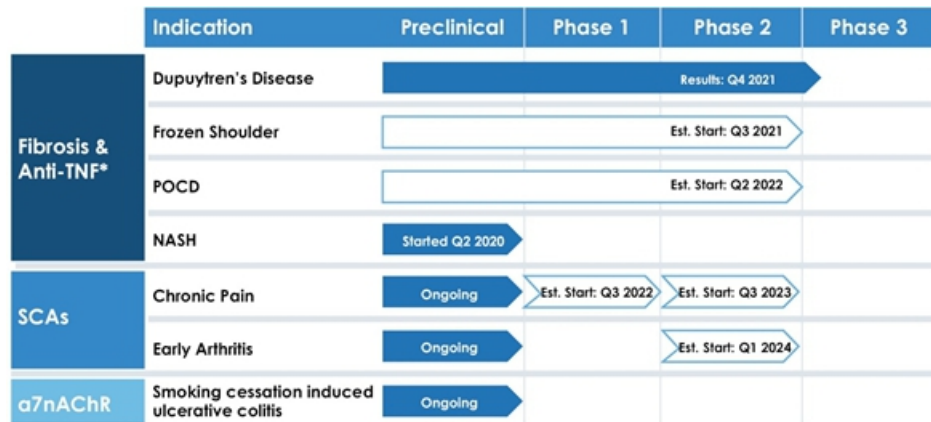 Indication Preclinical Phase 1 Phase 2 Phase 3
Fibrosis &
Anti-TNF*
Dupuytren's Disease Results: Q4 2021
Frozen Shoulder Est. Start: Q3 2021
POCD Est. Start: Q2 2022
NASH Started Q2 2020
SCAs
Chronic Pain Ongoing Est. Start: Q3 2022 Est. Start: Q3 2023
Early Arthritis Ongoing Est. Start: Q1 2024
a7nAChR
Smoking cessation induced
ulcerative colitis
Ongoing